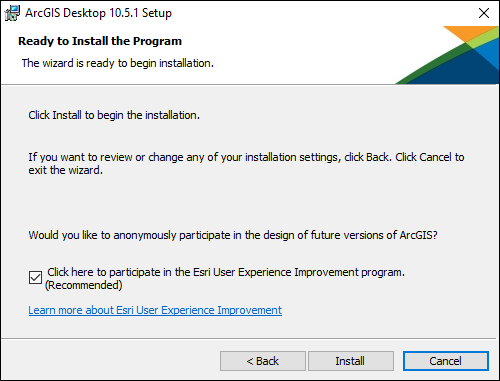 ArcGIS Desktop 10.5.1 Setup
Ready to Install the Program
The wizard is ready to begin installation.
Click Install to begin the installation.
If you want to review or change any of your installation settings, click Back. Click Cancel to
exit the wizard.
Would you like to anonymously participate in the design of future versions of ArcGIS?
Click here to participate in the Esri User Experience Improvement program.
(Recommended)
Learn more about Esri User Experience Improvement
< Back Install Cancel